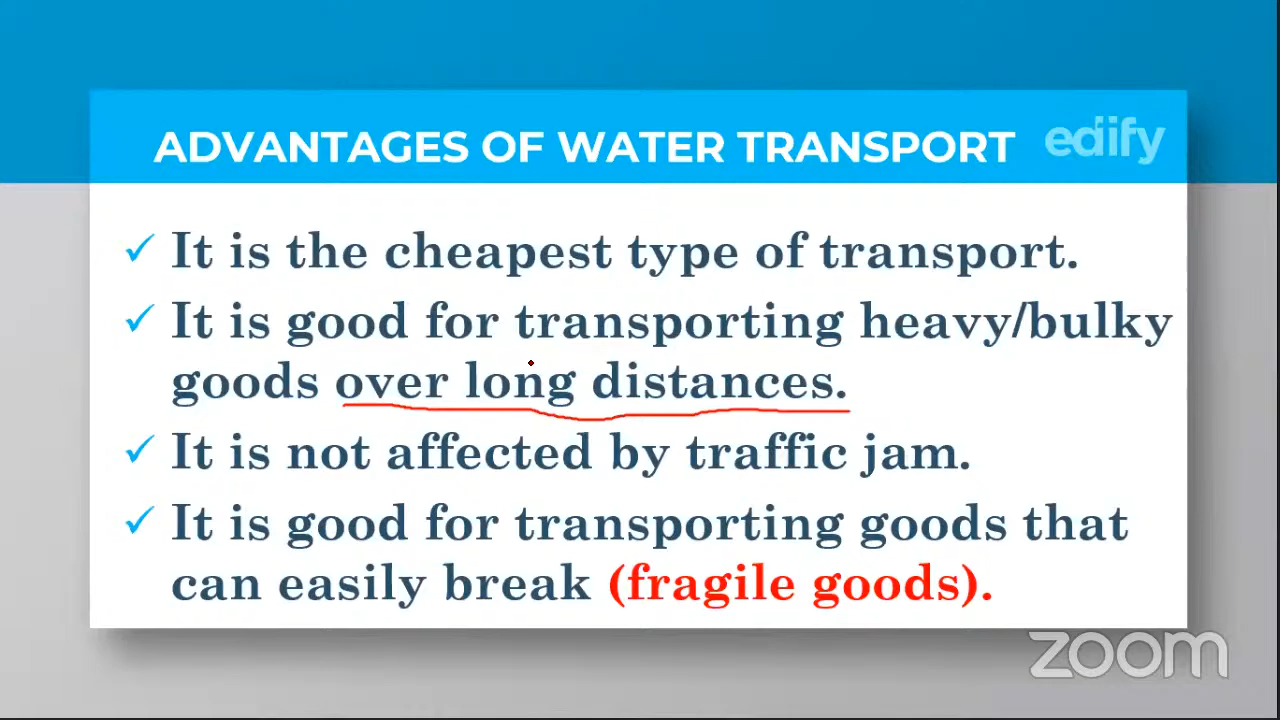 ADVANTAGES OF WATER TRANSPORT
edify
It is the cheapest type of transport.
It is good for transporting heavy/bulky
goods over long distances.
It is not affected by traffic jam.
It is good for transporting goods that
can easily break (fragile goods).
zoom